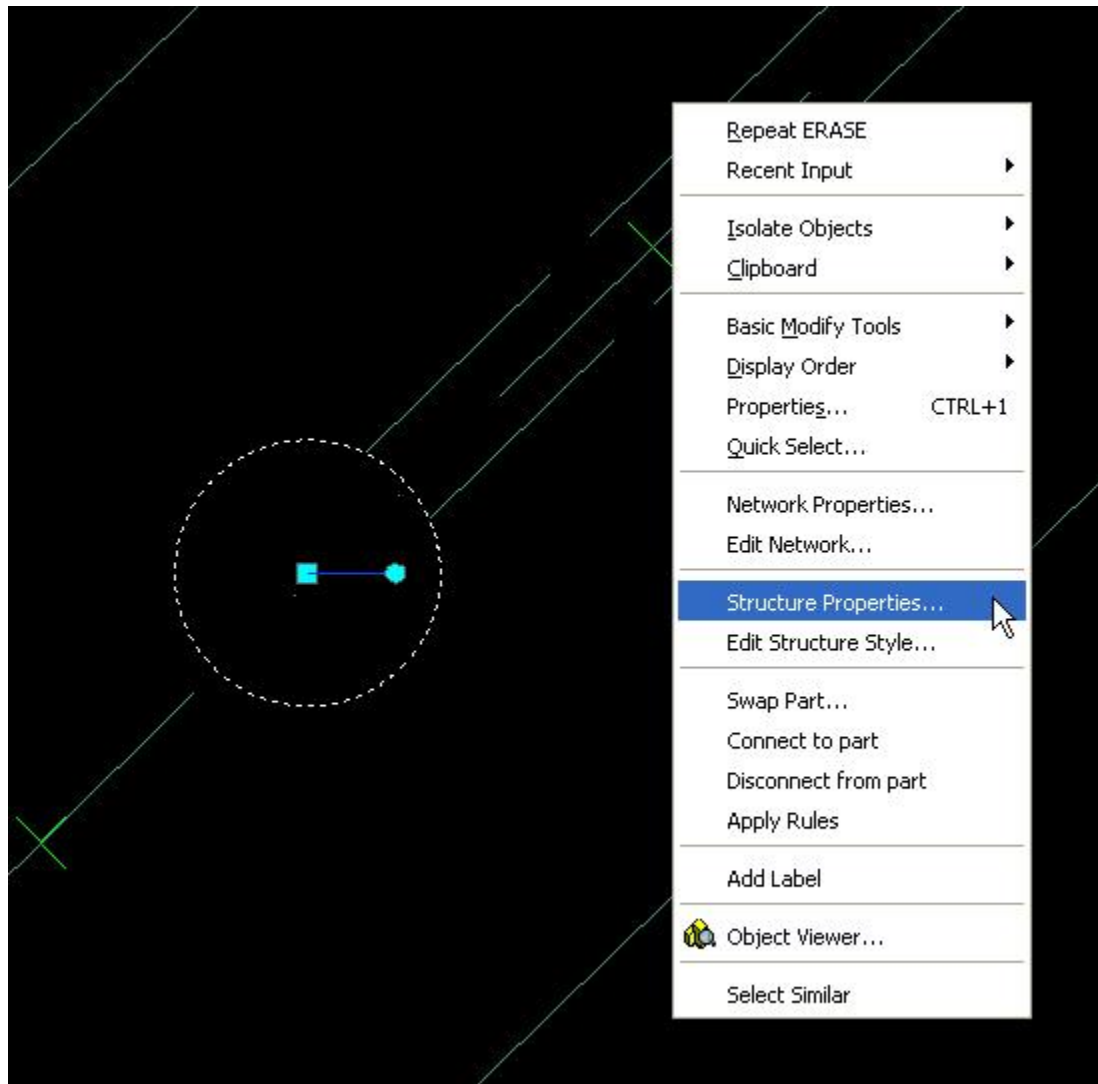 Repeat ERASE
Recent Input
Isolate Objects
Clipboard
Basic Modify Tools
Display Order
Properties... CTRL+1
Quick Select...
Network Properties...
Edit Network...
Structure Properties...
Edit Structure Style...
Swap Part...
Connect to part
Disconnect from part
Apply Rules
Add Label
Object Viewer...
Select Similar